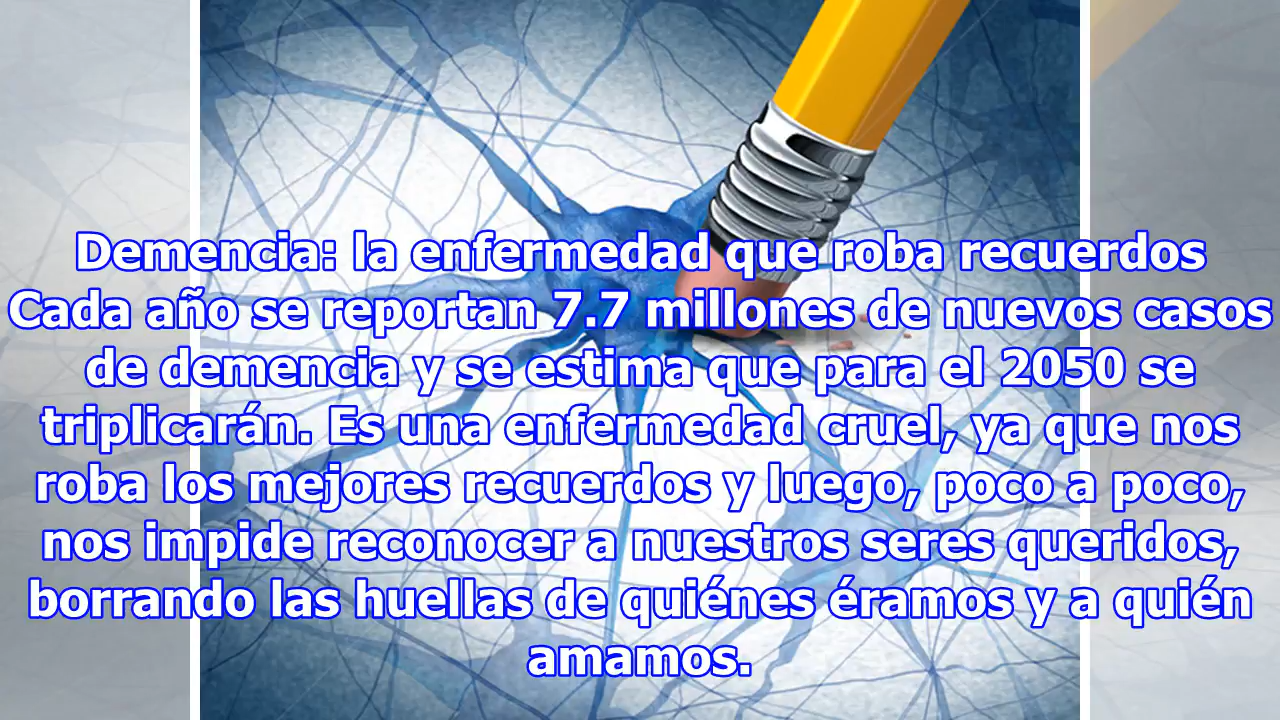 Demencia: la enfermedad que roba recuerdos
Cada año se reportan 7.7 millones de nuevos casos
de demencia y se estima que para el 2050 se
triplicarán. Es una enfermedad cruel, ya que nos
roba los mejores recuerdos y luego, poco a poco,
nos impide reconocer a nuestros seres queridos,
borrando las huellas de quiénes éramos y a quién
amamos.